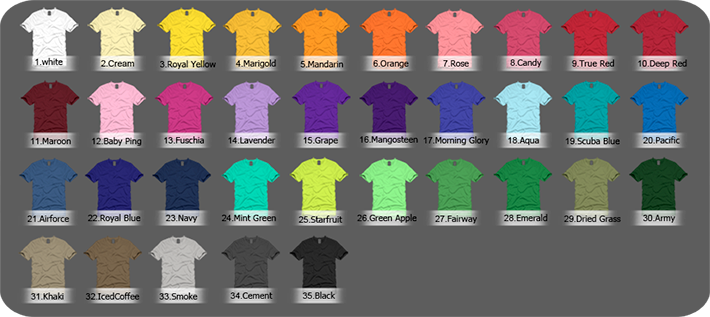 1.white 2.Cream 3.Royal Yellow 4.Marigold 5.Mandarin 6.Orange 7.Rose 8.Candy 9.True Red 10.Deep Red
11.Maroon 12.Baby Ping 13.Fuschia 14.Lavender 15.Grape 16.Mangosteen 17.Morning Glory 18.Aqua 19.Scuba Blue 20.Pacific
21.Airforce 22.Royal Blue 23.Navy 24.Mint Green 25.Starfruit 26.Green Apple 27.Fairway 28.Emerald 29.Dried Grass 30.Army
31.Khaki 32.IcedCoffee 33.Smoke 34.Cement 35.Black